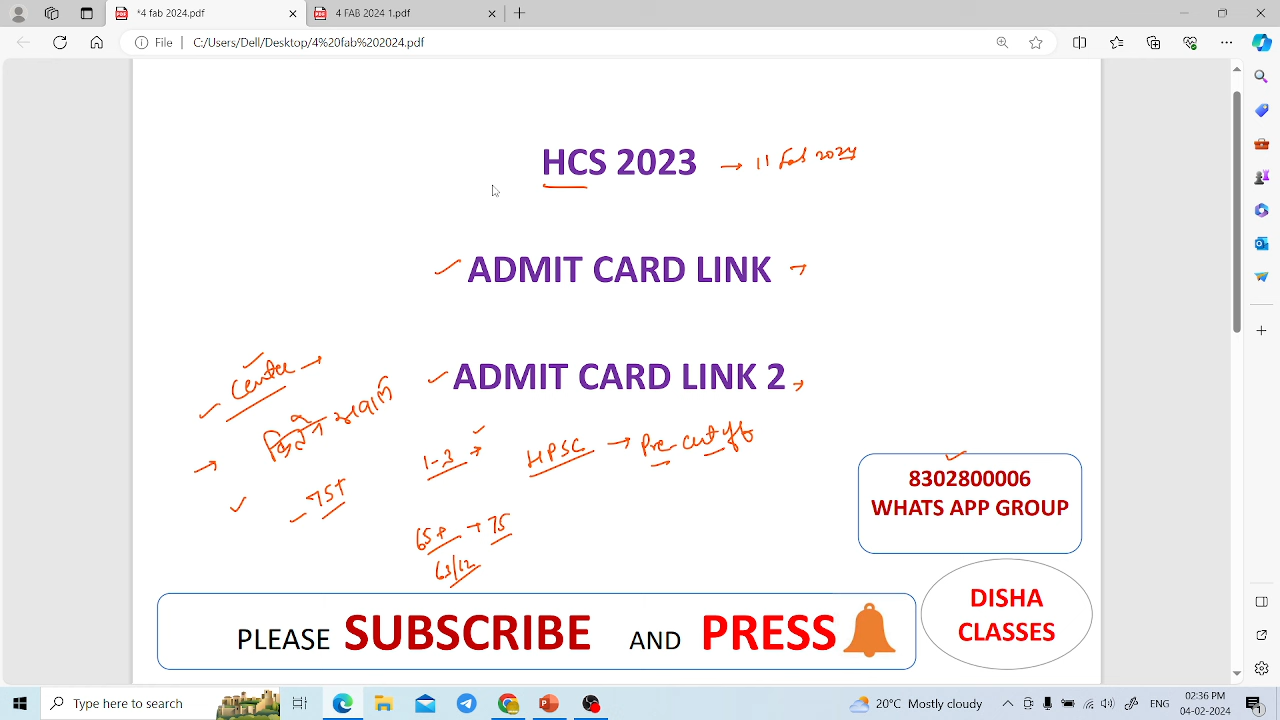 *4 fab 2024.pdf
4 FAB 2024 1.pdf
File C:/Users/Dell/Desktop/4%20fab%202024.pdf
HCS 2023 → 11 Feb 2024
ADMIT CARD LINK
ADMIT CARD LINK 2
Center
1-3
HPSC → Pre cut off
75+
65+ → 75
63/12
8302800006
WHATS APP GROUP
PLEASE SUBSCRIBE AND PRESS
DISHA
CLASSES
Type here to search
20°C Mostly cloudy
ENG
02:36 PM
04-02-2024